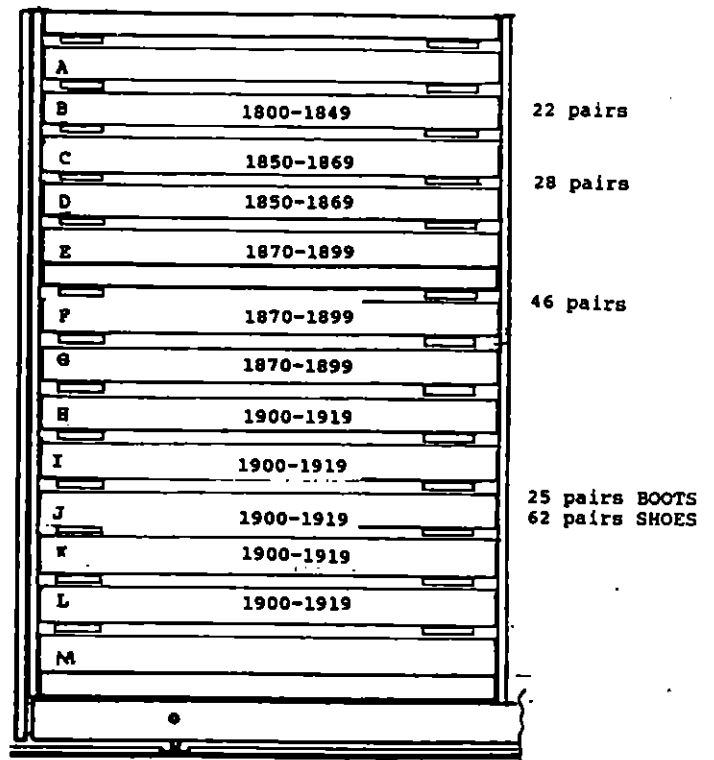 A
B 1800-1849 22 pairs
C 1850-1869
28 pairs
D 1850-1869
E 1870-1899
46 pairs
F 1870-1899
G 1870-1899
H 1900-1919
I 1900-1919
25 pairs BOOTS
J 1900-1919 62 pairs SHOES
K 1900-1919
L 1900-1919
M